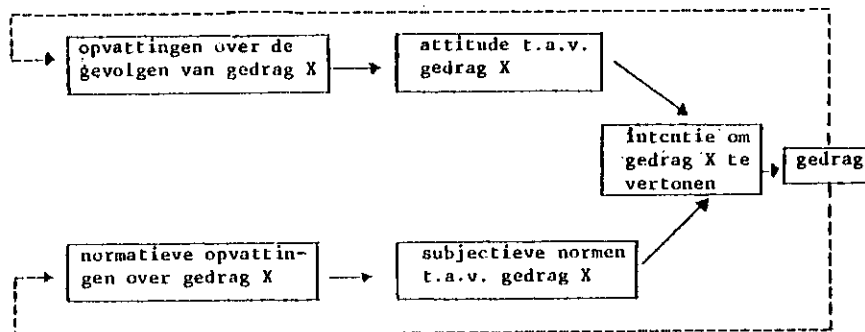 opvattingen over de
gevolgen van gedrag X
attitude t.a.v.
gedrag X
intentie om
gedrag X te
vertonen
gedrag
normatieve opvattin-
gen over gedrag X
subjectieve normen
t.a.v. gedrag X